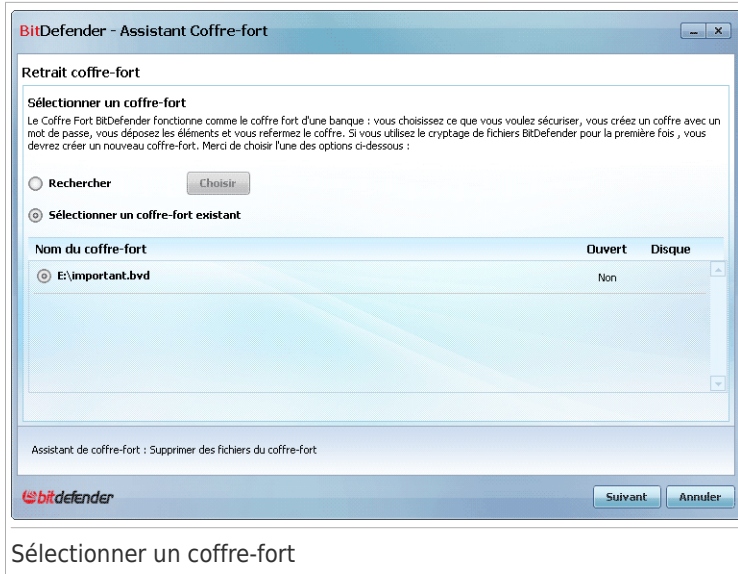 BitDefender - Assistant Coffre-fort
Retrait coffre-fort
Sélectionner un coffre-fort
Le Coffre Fort BitDefender fonctionne comme le coffre fort d'une banque : vous choisissez ce que vous voulez sécuriser, vous créez un coffre avec un
mot de passe, vous déposez les éléments et vous refermez le coffre. Si vous utilisez le cryptage de fichiers BitDefender pour la première fois , vous
devrez créer un nouveau coffre-fort. Merci de choisir l'une des options ci-dessous :
Rechercher Choisir
Sélectionner un coffre-fort existant
Nom du coffre-fort Ouvert Disque
E:\important.bvd Non
Assistant de coffre-fort : Supprimer des fichiers du coffre-fort
bitdefender Suivant Annuler
Sélectionner un coffre-fort